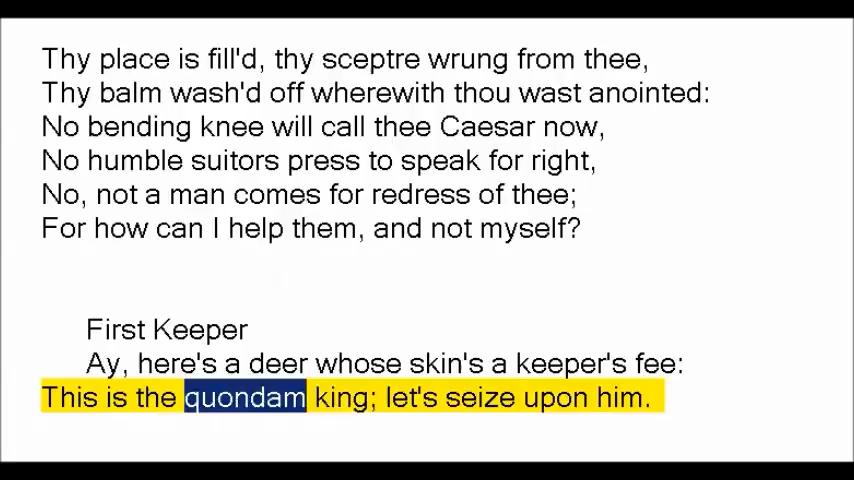 Thy place is fill'd, thy sceptre wrung from thee,
Thy balm wash'd off wherewith thou wast anointed:
No bending knee will call thee Caesar now,
No humble suitors press to speak for right,
No, not a man comes for redress of thee;
For how can I help them, and not myself?
First Keeper
Ay, here's a deer whose skin's a keeper's fee:
This is the quondam king; let's seize upon him.